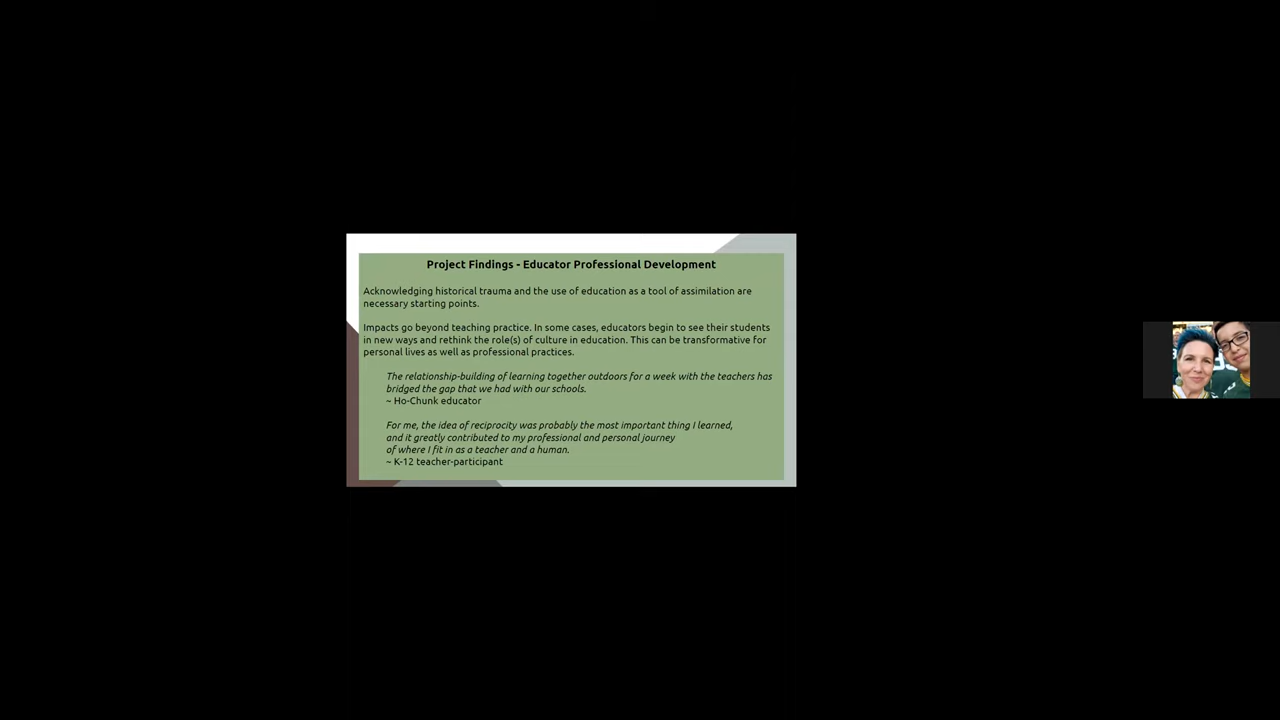 Project Findings - Educator Professional Development
Acknowledging historical trauma and the use of education as a tool of assimilation are
necessary starting points.
Impacts go beyond teaching practice. In some cases, educators begin to see their students
in new ways and rethink the role(s) of culture in education. This can be transformative for
personal lives as well as professional practices.
The relationship-building of learning together outdoors for a week with the teachers has
bridged the gap that we had with our schools.
~ Ho-Chunk educator
For me, the idea of reciprocity was probably the most important thing I learned,
and it greatly contributed to my professional and personal journey
of where I fit in as a teacher and a human.
~ K-12 teacher-participant